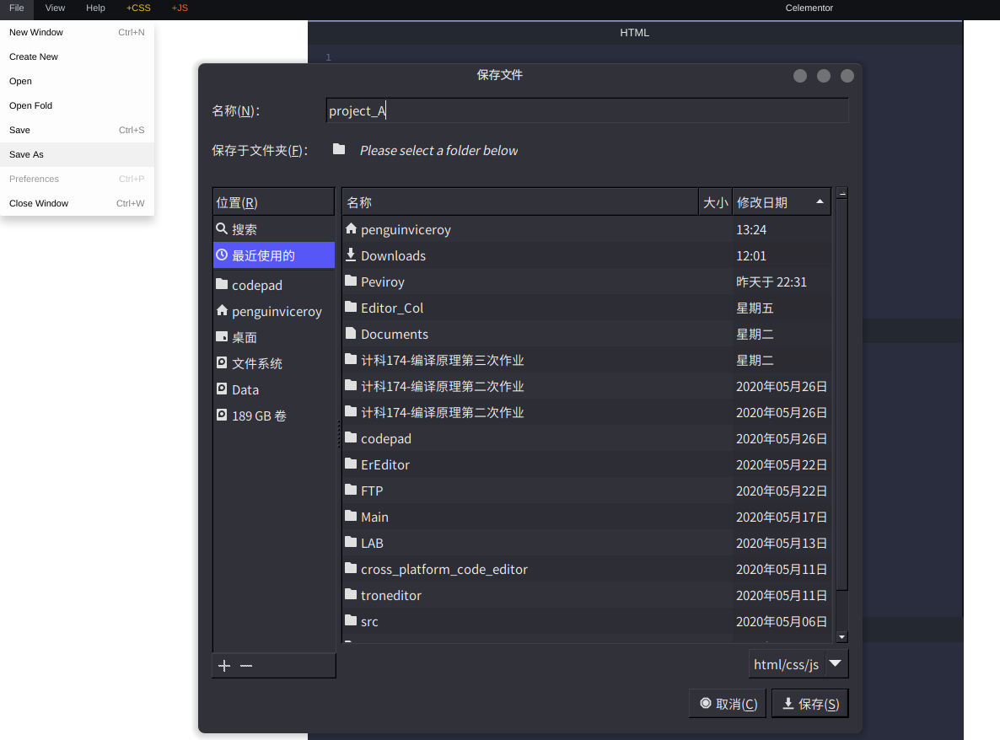 File View Help +CSS +JS Celementor
New Window Ctrl+N
Create New
Open
Open Fold
Save Ctrl+S
Save As
Preferences Ctrl+P
Close Window Ctrl+W
HTML
1
保存文件
名称(N): project_A
保存于文件夹(F): Please select a folder below
位置(R)
搜索
最近使用的
codepad
penguinviceroy
桌面
文件系统
Data
189 GB 卷
名称 大小 修改日期
penguinviceroy 13:24
Downloads 12:01
Peviroy 昨天于 22:31
Editor_Col 星期五
Documents 星期二
计科174-编译原理第三次作业 星期二
计科174-编译原理第二次作业 2020年05月26日
计科174-编译原理第二次作业 2020年05月26日
codepad 2020年05月26日
ErEditor 2020年05月22日
FTP 2020年05月22日
Main 2020年05月17日
LAB 2020年05月13日
cross_platform_code_editor 2020年05月11日
troneditor 2020年05月11日
src 2020年05月06日
html/css/js
取消(C) 保存(S)